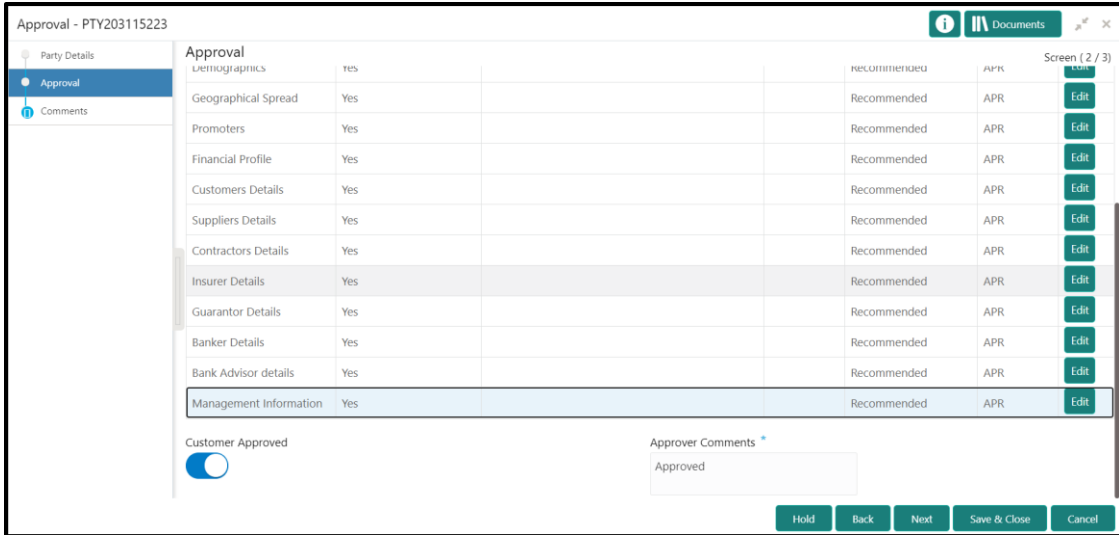 Approval - PTY203115223
Documents
Party Details
Approval
Comments
Approval
Screen ( 2 / 3)
Demographics Yes Recommended APR Edit
Geographical Spread Yes Recommended APR Edit
Promoters Yes Recommended APR Edit
Financial Profile Yes Recommended APR Edit
Customers Details Yes Recommended APR Edit
Suppliers Details Yes Recommended APR Edit
Contractors Details Yes Recommended APR Edit
Insurer Details Yes Recommended APR Edit
Guarantor Details Yes Recommended APR Edit
Banker Details Yes Recommended APR Edit
Bank Advisor details Yes Recommended APR Edit
Management Information Yes Recommended APR Edit
Customer Approved
Approver Comments *
Approved
Hold Back Next Save & Close Cancel